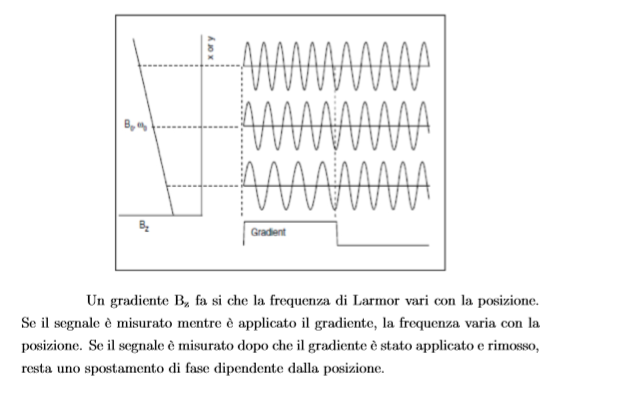 x or y
B₀, ω₀
B_z
Gradient
Un gradiente B_z fa si che la frequenza di Larmor vari con la posizione.
Se il segnale è misurato mentre è applicato il gradiente, la frequenza varia con la
posizione. Se il segnale è misurato dopo che il gradiente è stato applicato e rimosso,
resta uno spostamento di fase dipendente dalla posizione.